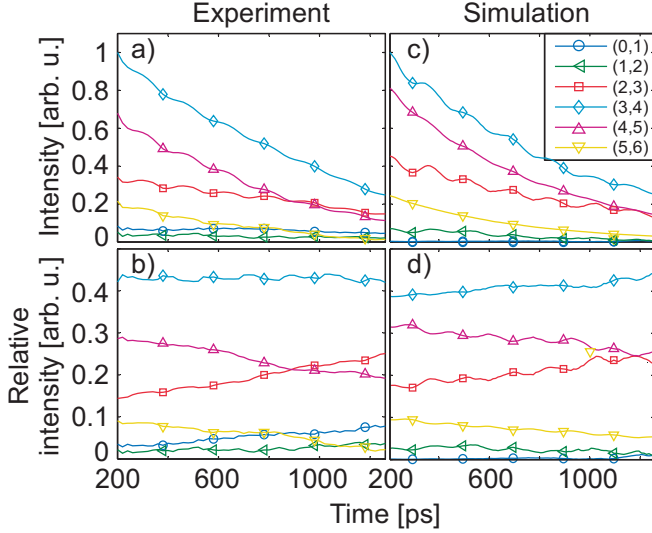 Experiment
Simulation
Intensity [arb. u.]
1
0.8
0.6
0.4
0.2
0
a)
c)
(0,1)
(1,2)
(2,3)
(3,4)
(4,5)
(5,6)
Relative
intensity [arb. u.]
0.4
0.3
0.2
0.1
0
b)
d)
200 600 1000 200 600 1000
Time [ps]